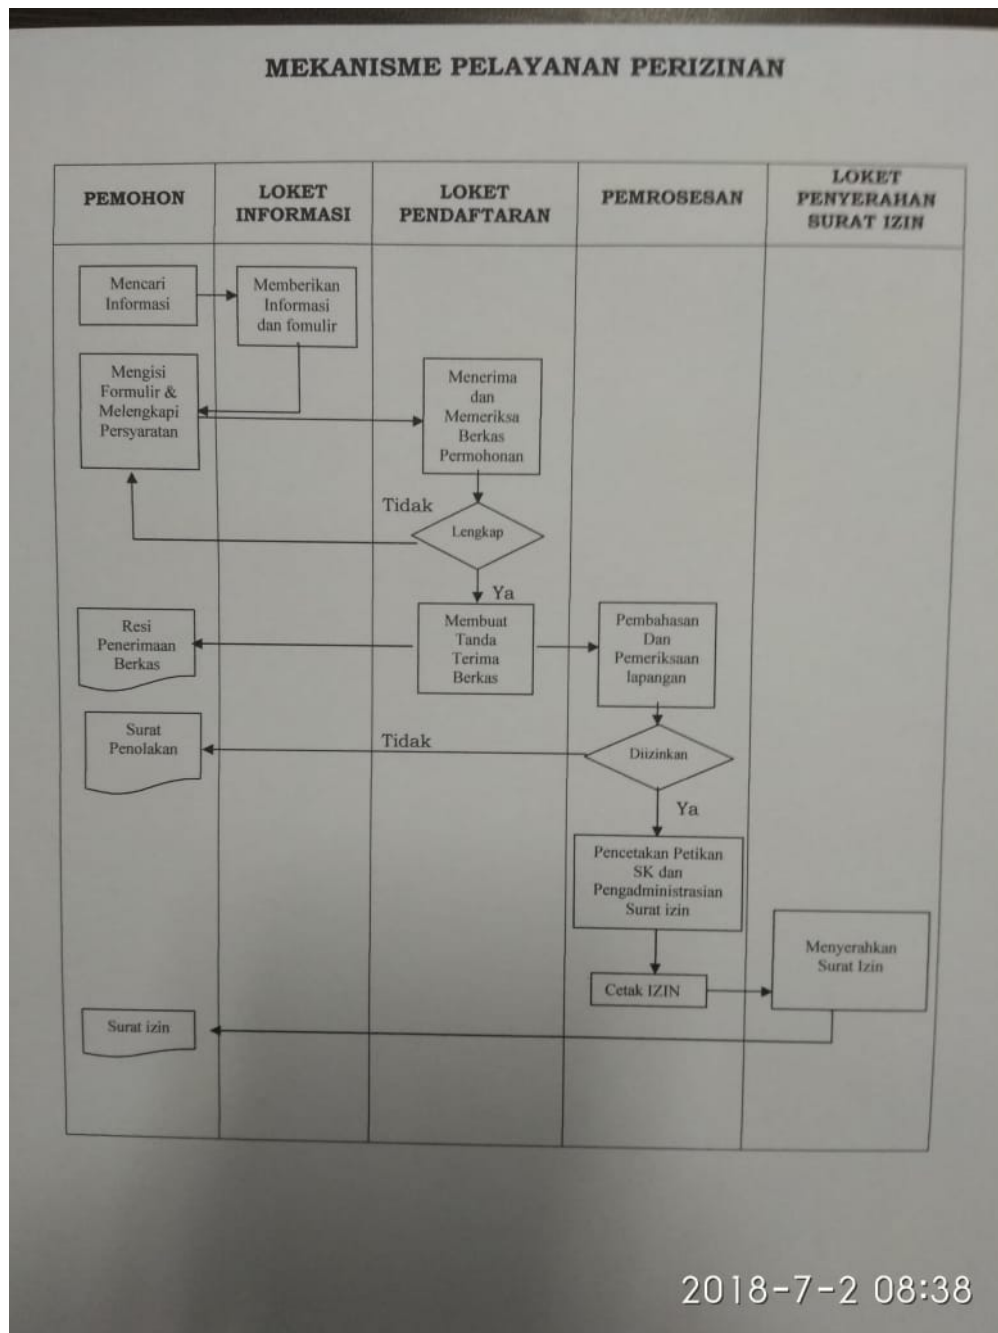 MEKANISME PELAYANAN PERIZINAN
PEMOHON
LOKET
INFORMASI
LOKET
PENDAFTARAN
PEMROSESAN
LOKET
PENYERAHAN
SURAT IZIN
Mencari
Informasi
Memberikan
Informasi
dan fomulir
Mengisi
Formulir &
Melengkapi
Persyaratan
Menerima
dan
Memeriksa
Berkas
Permohonan
Tidak
Lengkap
Ya
Resi
Penerimaan
Berkas
Membuat
Tanda
Terima
Berkas
Pembahasan
Dan
Pemeriksaan
lapangan
Surat
Penolakan
Tidak
Diizinkan
Ya
Pencetakan Petikan
SK dan
Pengadministrasian
Surat izin
Menyerahkan
Surat Izin
Cetak IZIN
Surat izin
2018-7-2 08:38